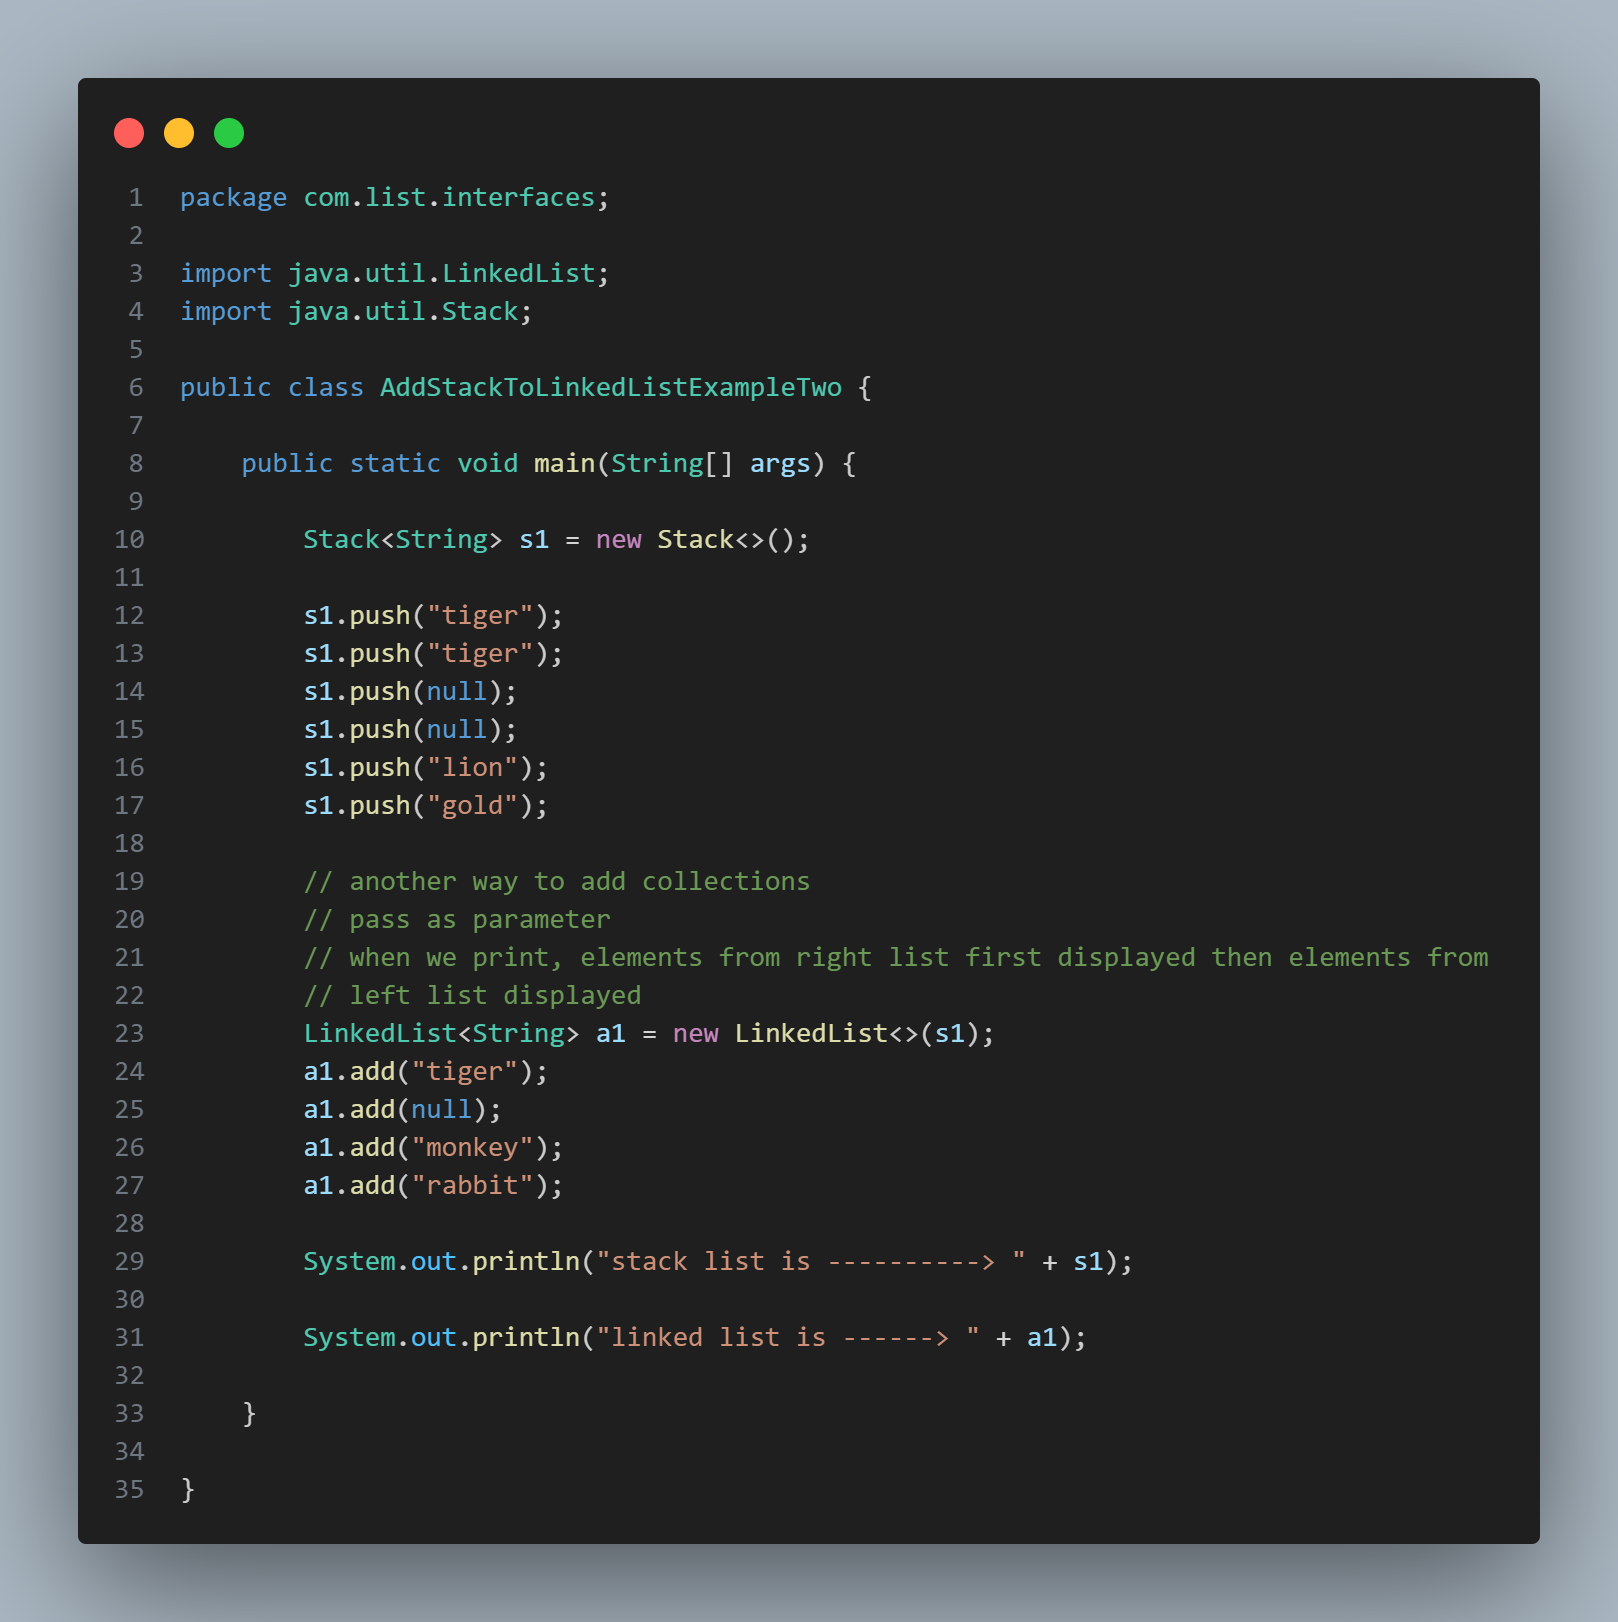 1 package com.list.interfaces;
2
3 import java.util.LinkedList;
4 import java.util.Stack;
5
6 public class AddStackToLinkedListExampleTwo {
7
8     public static void main(String[] args) {
9
10         Stack<String> s1 = new Stack<>();
11
12         s1.push("tiger");
13         s1.push("tiger");
14         s1.push(null);
15         s1.push(null);
16         s1.push("lion");
17         s1.push("gold");
18
19         // another way to add collections
20         // pass as parameter
21         // when we print, elements from right list first displayed then elements from
22         // left list displayed
23         LinkedList<String> a1 = new LinkedList<>(s1);
24         a1.add("tiger");
25         a1.add(null);
26         a1.add("monkey");
27         a1.add("rabbit");
28
29         System.out.println("stack list is ----------> " + s1);
30
31         System.out.println("linked list is ------> " + a1);
32
33     }
34
35 }